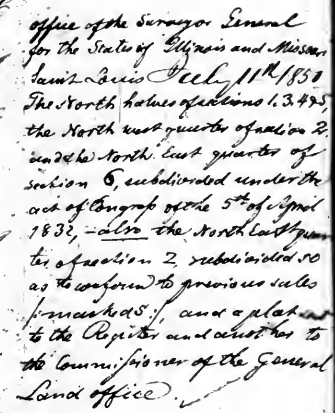 office of the Surveyor General
for the States of Illinois and Missouri
Saint Louis July 11th 1850
The North halves of sections 1, 3, 4 & 5,
the North west quarter of section 2,
and the North East quarter of
section 6, subdivided under the
act of Congress of the 5th of April
1832, – also the North East quar
ter of section 2 subdivided so
as to conform to previous sales
/: marked S :/, and a plat
to the Register and another to
the Commissioner of the General
Land office.